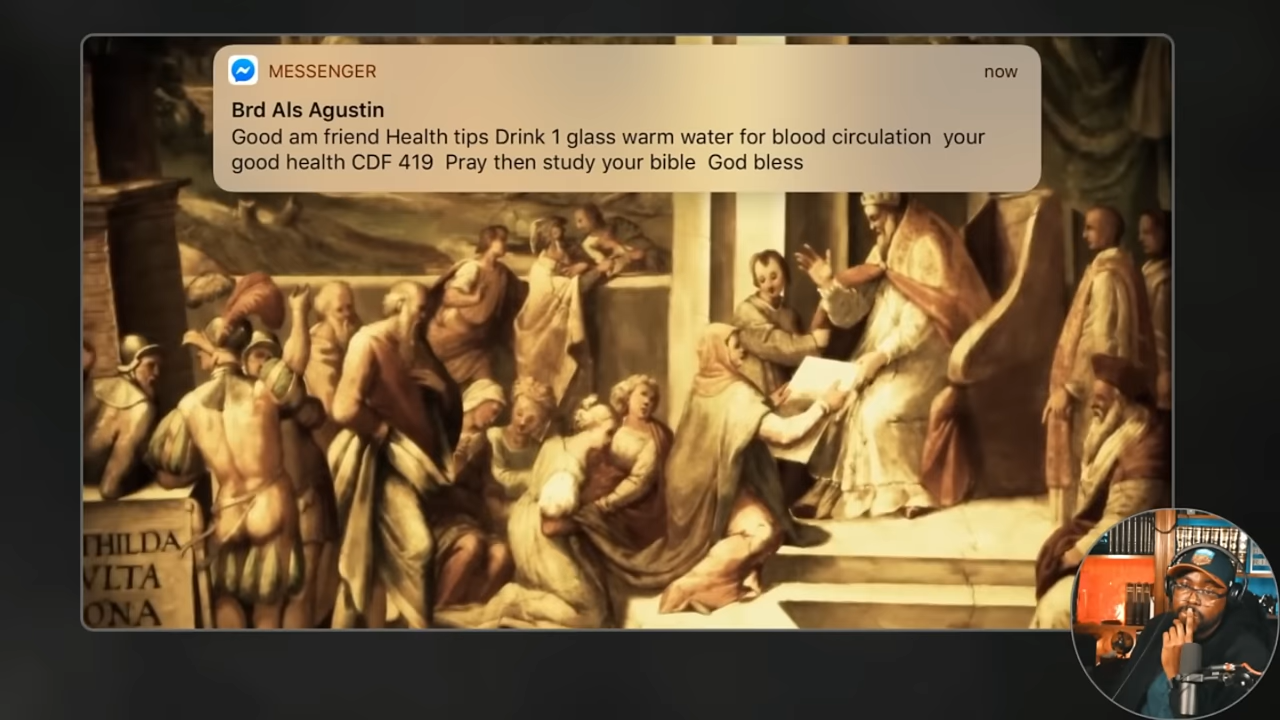 MESSENGER
now
Brd Als Agustin
Good am friend Health tips Drink 1 glass warm water for blood circulation  your
good health CDF 419  Pray then study your bible  God bless
THILDA
VLTA
ONA